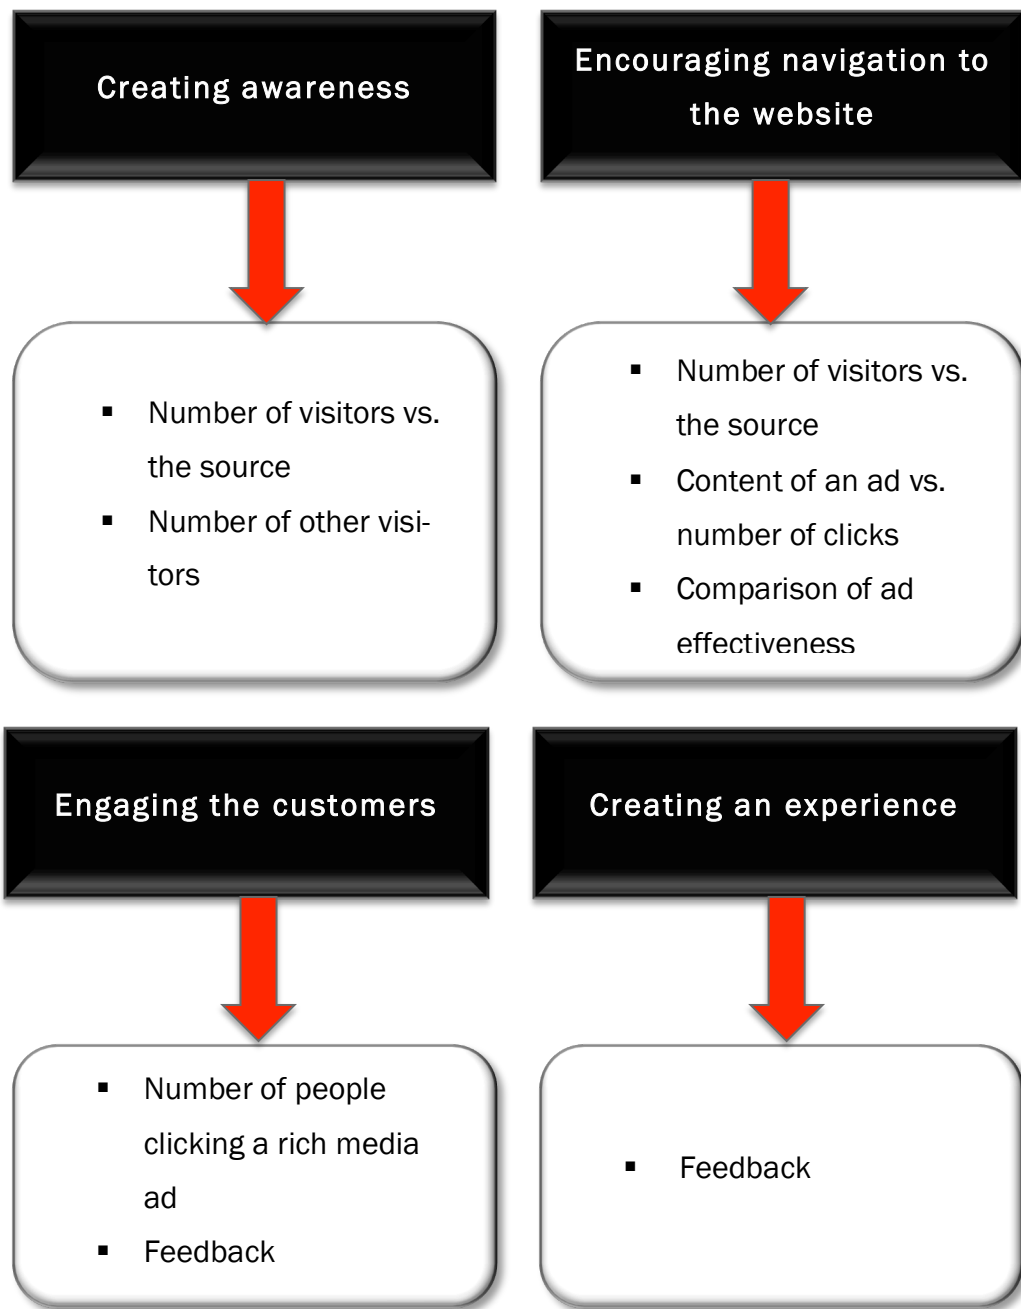 Creating awareness
Encouraging navigation to
the website
▪ Number of visitors vs.
the source
▪ Number of other visi-
tors
▪ Number of visitors vs.
the source
▪ Content of an ad vs.
number of clicks
▪ Comparison of ad
effectiveness
Engaging the customers
Creating an experience
▪ Number of people
clicking a rich media
ad
▪ Feedback
▪ Feedback